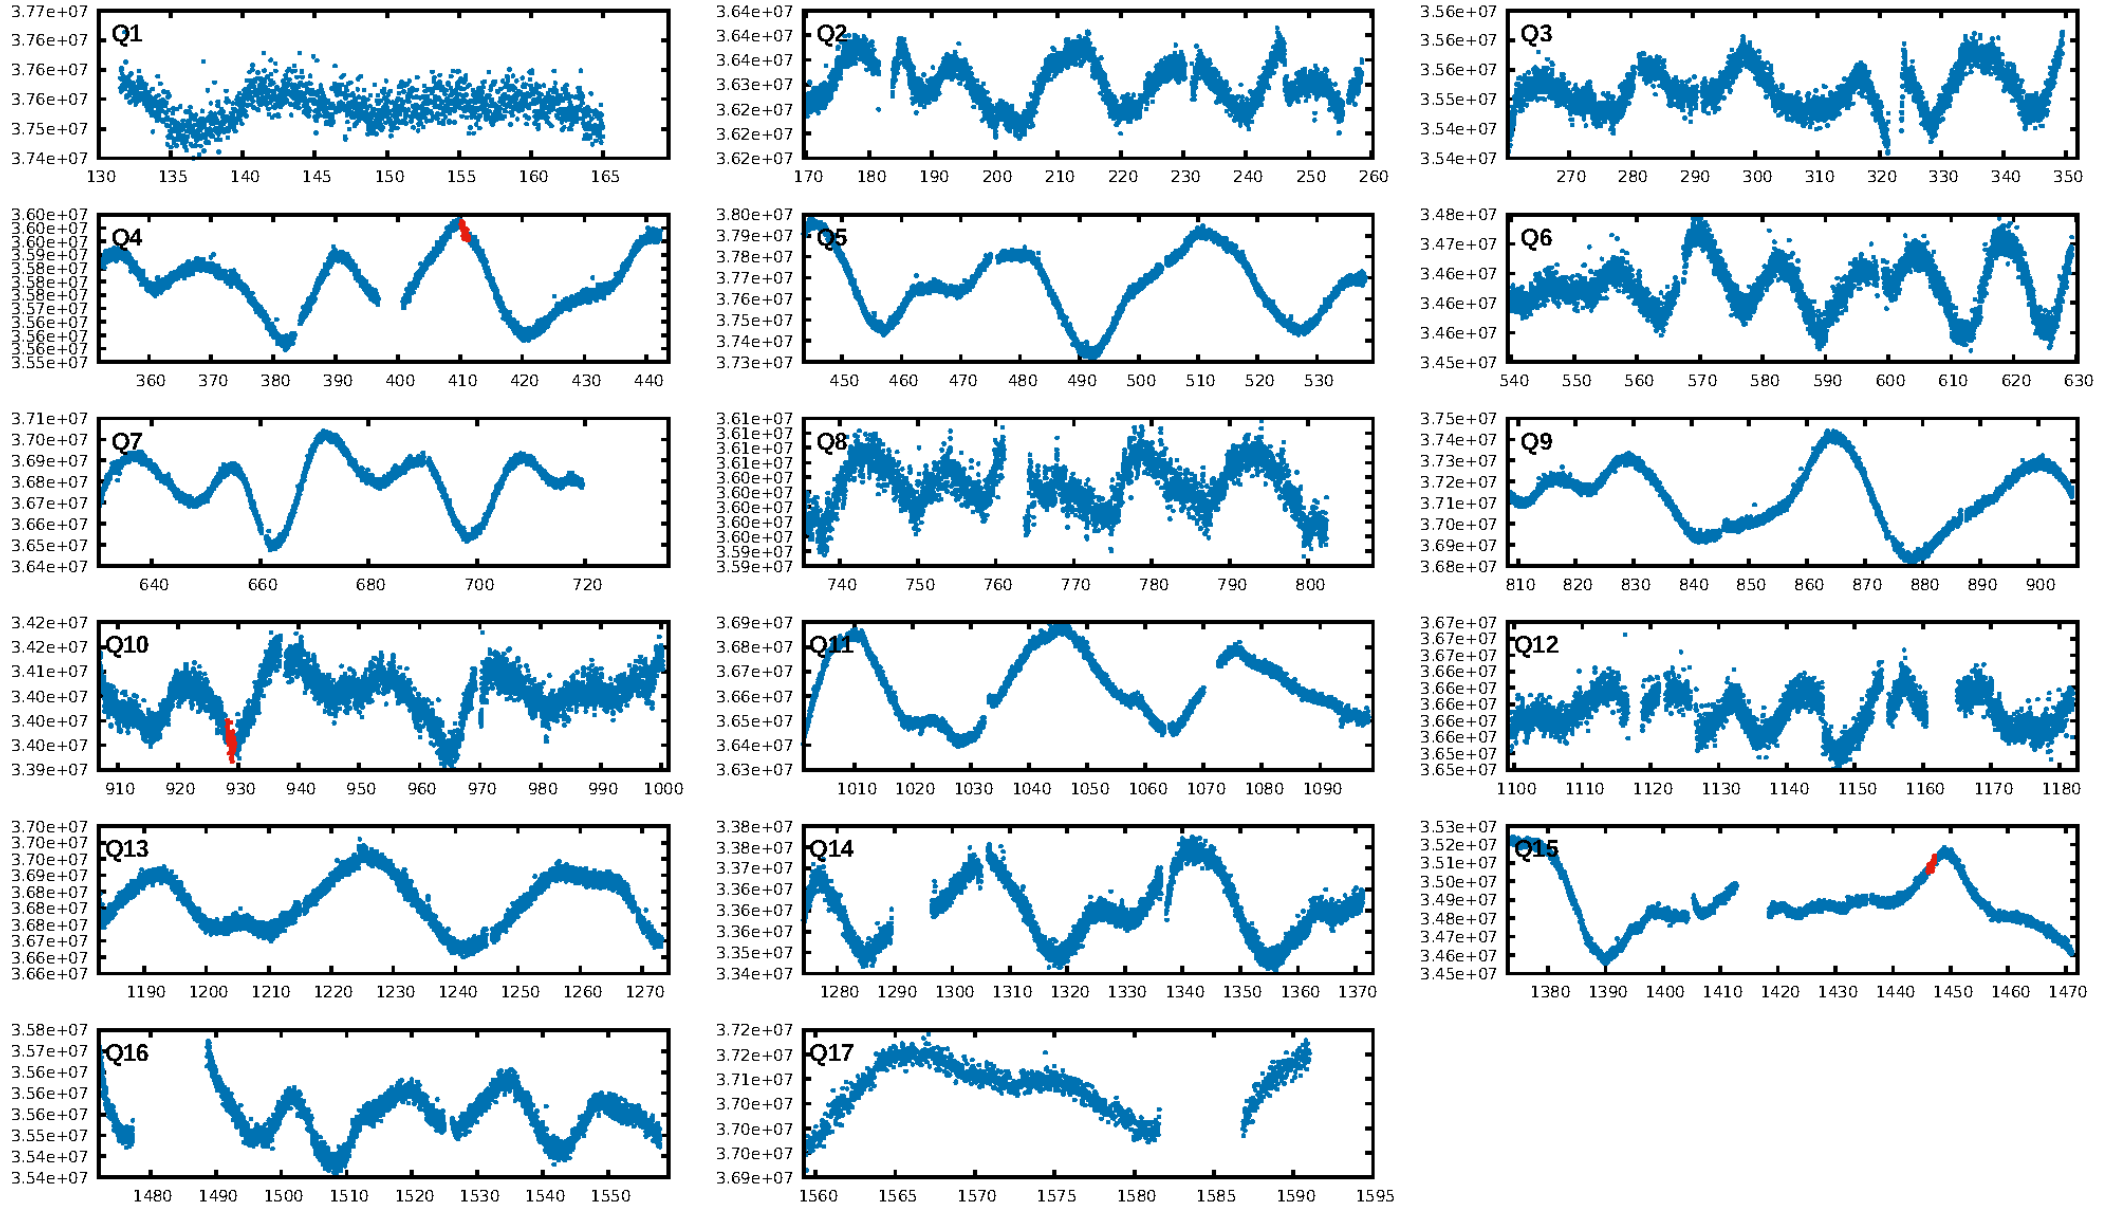 3.77e+07 3.76e+07 3.76e+07 3.76e+07 3.75e+07 3.74e+07
Q1
130 135 140 145 150 155 160 165
3.64e+07 3.64e+07 3.64e+07 3.63e+07 3.62e+07 3.62e+07 3.62e+07
Q2
170 180 190 200 210 220 230 240 250 260
3.56e+07 3.56e+07 3.55e+07 3.55e+07 3.54e+07 3.54e+07
Q3
270 280 290 300 310 320 330 340 350
3.60e+07 3.60e+07 3.59e+07 3.58e+07 3.58e+07 3.57e+07 3.56e+07 3.56e+07 3.55e+07
Q4
360 370 380 390 400 410 420 430 440
3.80e+07 3.79e+07 3.78e+07 3.77e+07 3.76e+07 3.75e+07 3.74e+07 3.73e+07
Q5
450 460 470 480 490 500 510 520 530
3.48e+07 3.47e+07 3.46e+07 3.46e+07 3.46e+07 3.45e+07
Q6
540 550 560 570 580 590 600 610 620 630
3.71e+07 3.70e+07 3.69e+07 3.68e+07 3.67e+07 3.66e+07 3.65e+07 3.64e+07
Q7
640 660 680 700 720
3.61e+07 3.61e+07 3.61e+07 3.61e+07 3.60e+07 3.60e+07 3.60e+07 3.60e+07 3.60e+07 3.59e+07 3.59e+07
Q8
740 750 760 770 780 790 800
3.75e+07 3.74e+07 3.73e+07 3.72e+07 3.71e+07 3.70e+07 3.69e+07 3.68e+07
Q9
810 820 830 840 850 860 870 880 890 900
3.42e+07 3.42e+07 3.41e+07 3.40e+07 3.40e+07 3.40e+07 3.39e+07
Q10
910 920 930 940 950 960 970 980 990 1000
3.69e+07 3.68e+07 3.67e+07 3.66e+07 3.65e+07 3.64e+07 3.63e+07
Q11
1010 1020 1030 1040 1050 1060 1070 1080 1090
3.67e+07 3.67e+07 3.67e+07 3.66e+07 3.66e+07 3.66e+07 3.66e+07 3.66e+07 3.65e+07 3.65e+07
Q12
1100 1110 1120 1130 1140 1150 1160 1170 1180
3.70e+07 3.70e+07 3.70e+07 3.69e+07 3.68e+07 3.68e+07 3.68e+07 3.67e+07 3.66e+07 3.66e+07
Q13
1190 1200 1210 1220 1230 1240 1250 1260 1270
3.38e+07 3.38e+07 3.37e+07 3.36e+07 3.36e+07 3.36e+07 3.35e+07 3.34e+07
Q14
1280 1290 1300 1310 1320 1330 1340 1350 1360 1370
3.53e+07 3.52e+07 3.51e+07 3.50e+07 3.49e+07 3.48e+07 3.47e+07 3.46e+07 3.45e+07
Q15
1380 1390 1400 1410 1420 1430 1440 1450 1460 1470
3.58e+07 3.57e+07 3.56e+07 3.56e+07 3.56e+07 3.55e+07 3.54e+07 3.54e+07
Q16
1480 1490 1500 1510 1520 1530 1540 1550
3.72e+07 3.72e+07 3.71e+07 3.70e+07 3.70e+07 3.70e+07 3.69e+07
Q17
1560 1565 1570 1575 1580 1585 1590 1595